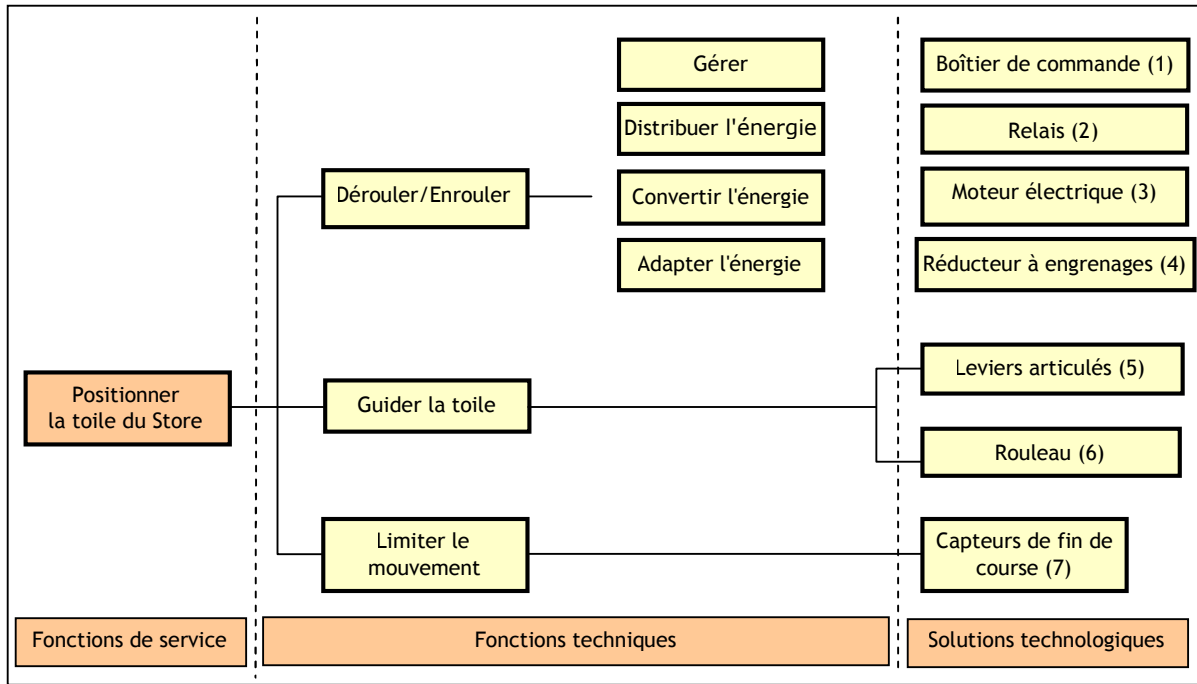 Gérer
Boîtier de commande (1)
Distribuer l'énergie
Relais (2)
Dérouler/Enrouler
Convertir l'énergie
Moteur électrique (3)
Adapter l'énergie
Réducteur à engrenages (4)
Positionner
la toile du Store
Guider la toile
Leviers articulés (5)
Rouleau (6)
Limiter le
mouvement
Capteurs de fin de
course (7)
Fonctions de service
Fonctions techniques
Solutions technologiques